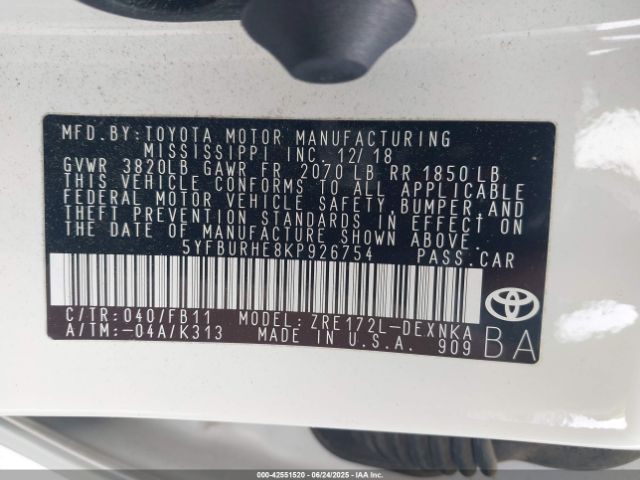 MFD.BY:TOYOTA MOTOR MANUFACTURING
MISSISSIPPI INC. 12/18
GVWR 3820LB GAWR FR 2070 LB RR 1850 LB
THIS VEHICLE CONFORMS TO ALL APPLICABLE
FEDERAL MOTOR VEHICLE SAFETY,BUMPER,AND
THEFT PREVENTION STANDARDS IN EFFECT ON
THE DATE OF MANUFACTURE SHOWN ABOVE.
5YFBURHE8KP926754 PASS.CAR
C/TR:040/FB11 MODEL:ZRE172L-DEXNKA
A/TM:-04A/K313 MADE IN U.S.A. 909
BA
000-42551520 - 06/24/2025 - IAAI.COM